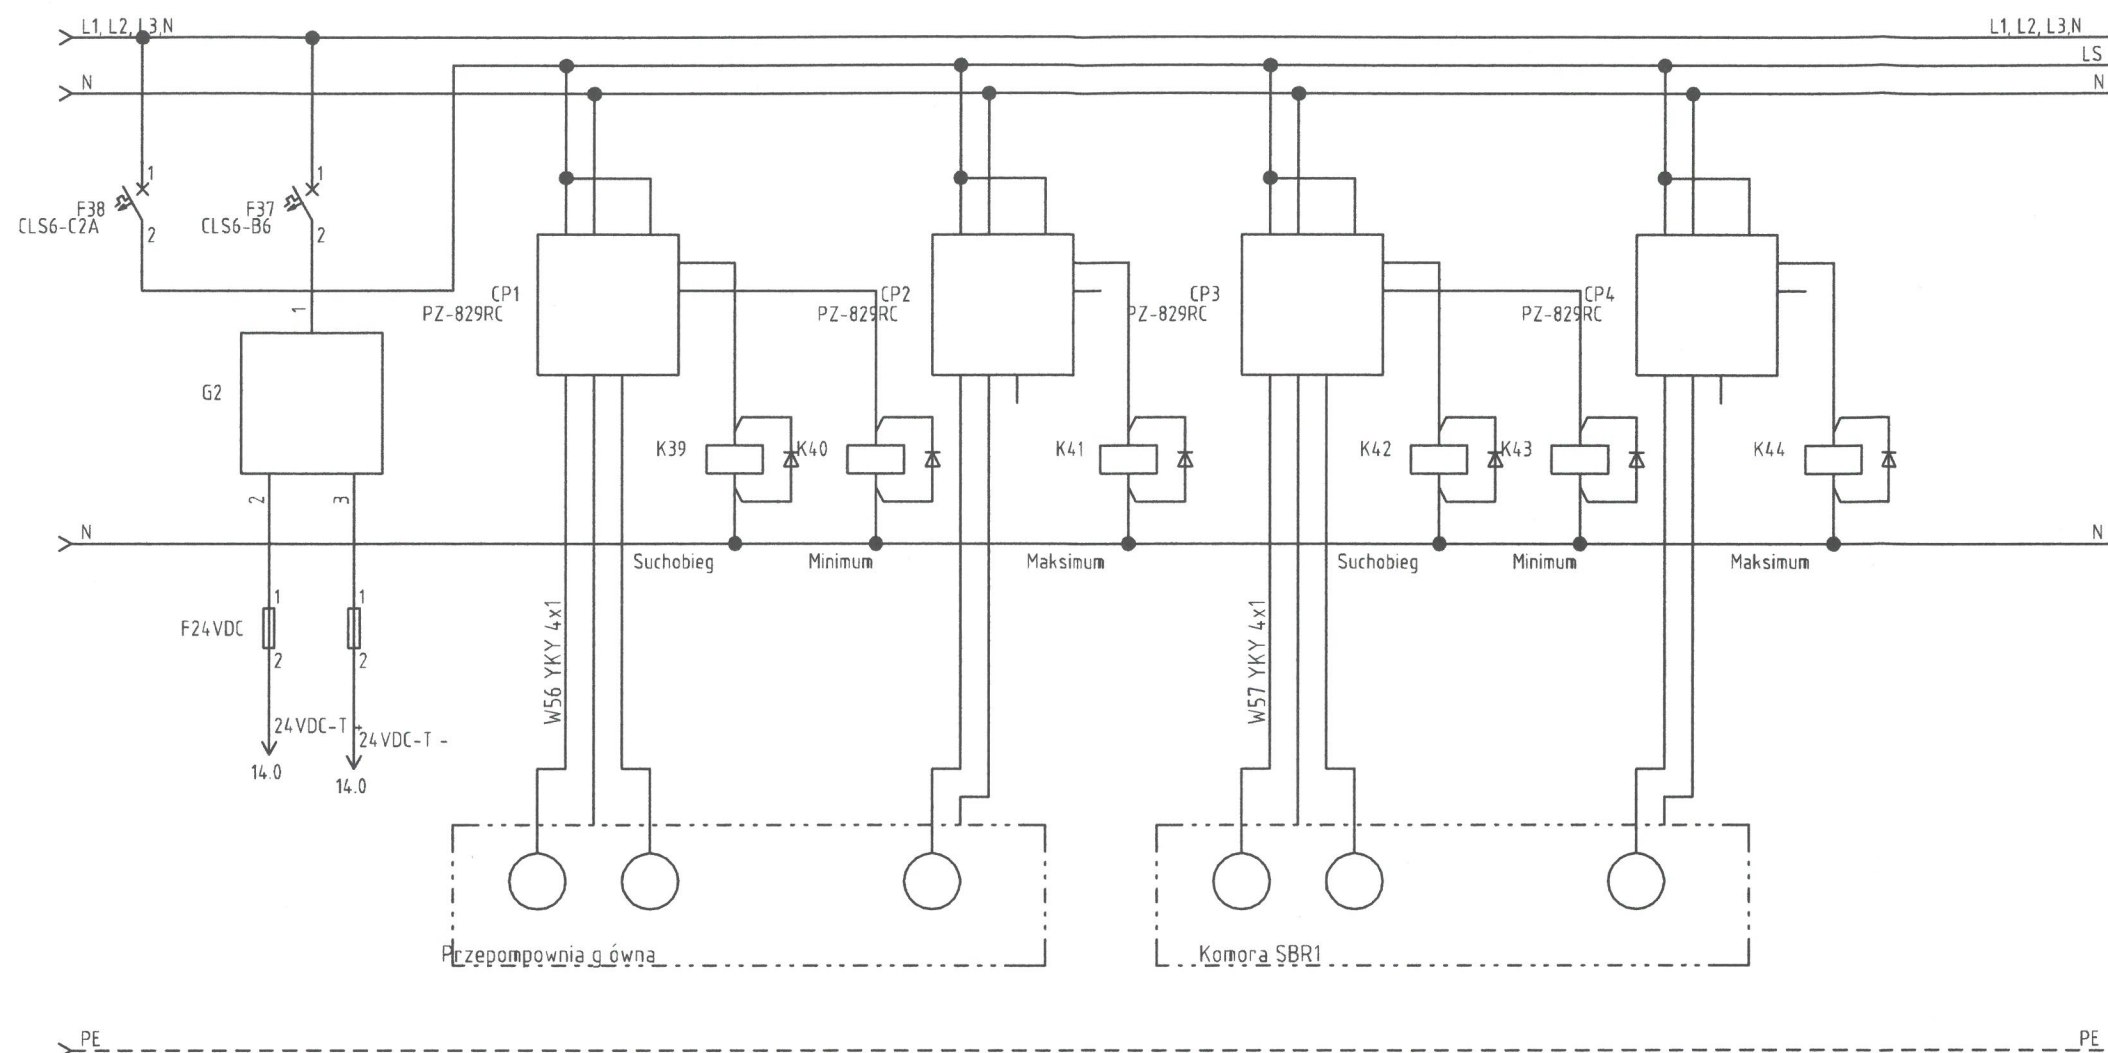 L1, L2, L3,N
L1, L2, L3,N
LS
N
N
1
1
F38
CLS6-C2A
2
F37
CLS6-B6
2
CP1
PZ-829RC
CP2
PZ-829RC
CP3
PZ-829RC
CP4
PZ-829RC
1
G2
K39
K40
K41
K42
K43
K44
2
3
N
N
Suchobieg
Minimum
Maksimum
Suchobieg
Minimum
Maksimum
1
1
F24VDC
2
2
W56 YKY 4x1
W57 YKY 4x1
24VDC-T +
24VDC-T -
14.0
14.0
Przepompownia g ówna
Komora SBR1
PE
PE